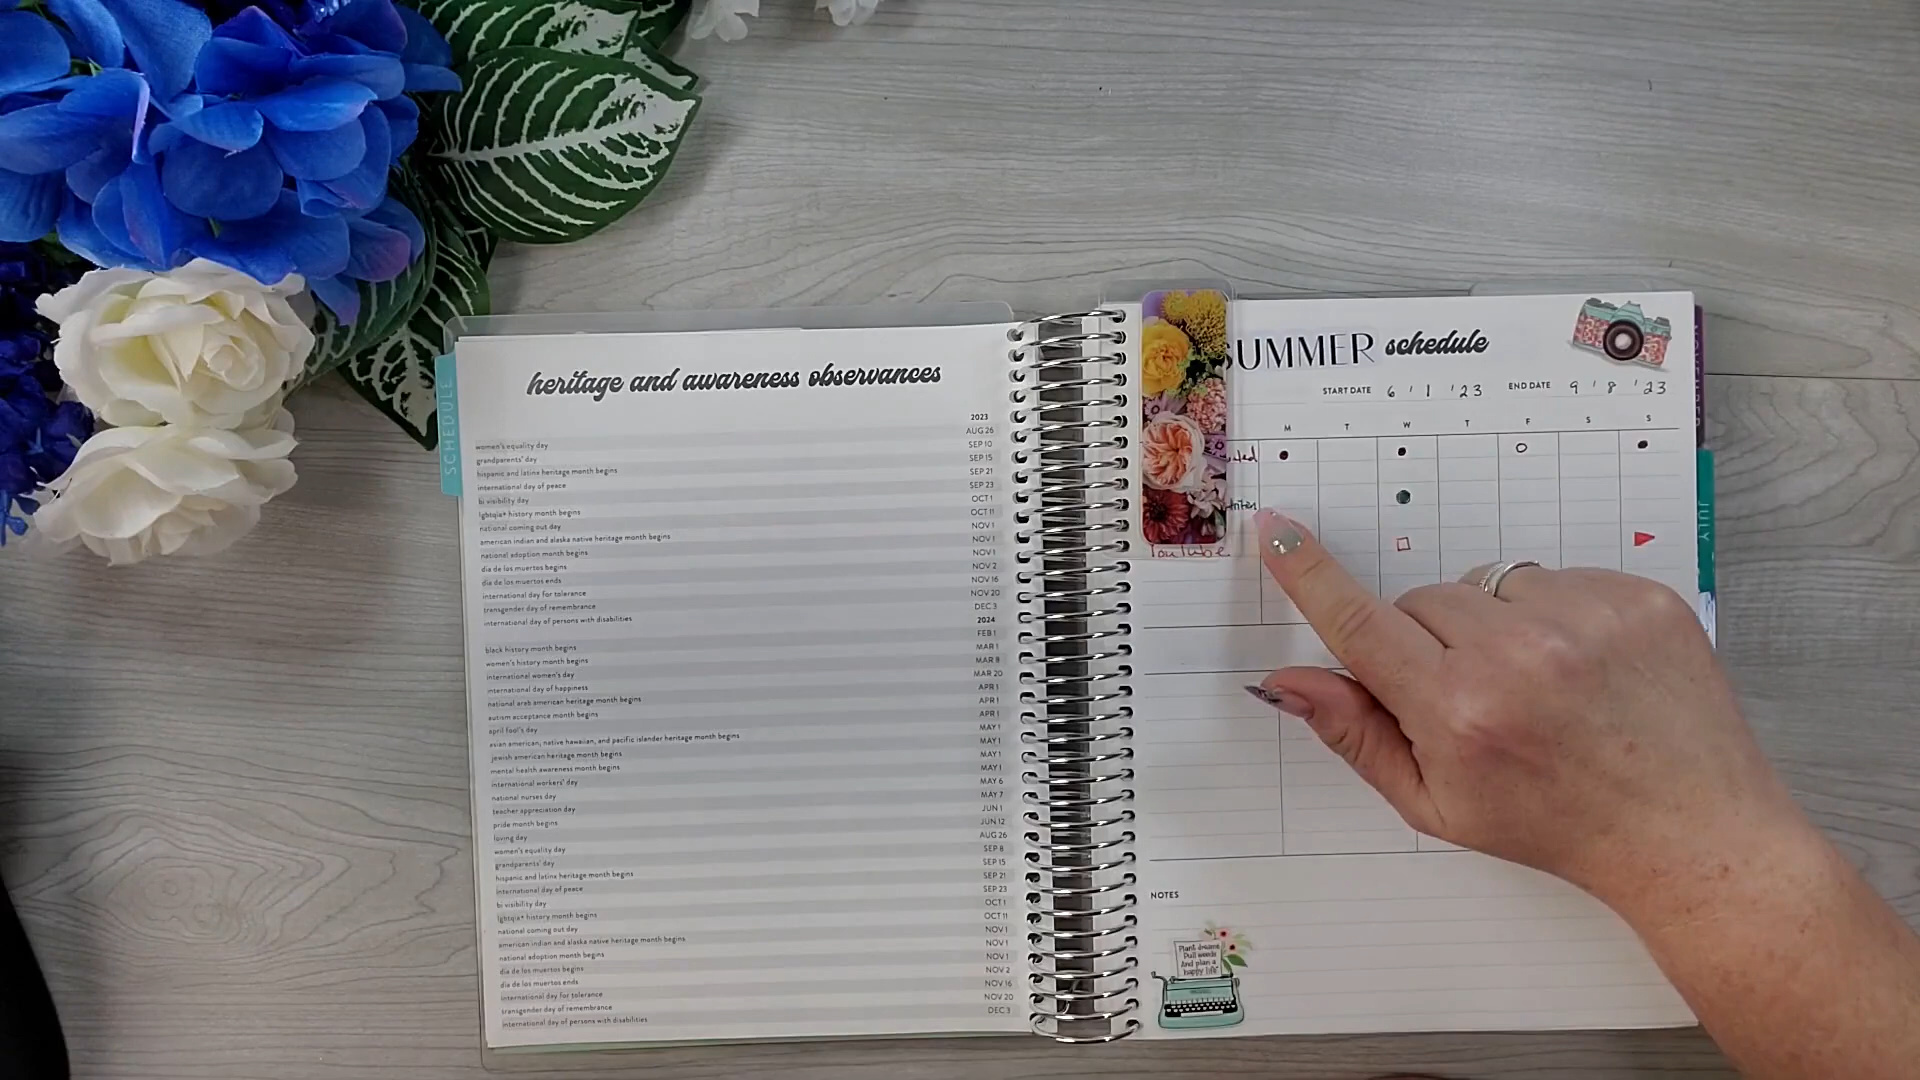 heritage and awareness observances
2023
women's equality day AUG 26
grandparents' day SEP 10
hispanic and latine heritage month begins SEP 15
international day of peace SEP 21
bi visibility day SEP 23
lgbtqia+ history month begins OCT 1
national coming out day OCT 11
american indian and alaska native heritage month begins NOV 1
national adoption month begins NOV 1
dia de los muertos begins NOV 1
dia de los muertos ends NOV 2
international day for tolerance NOV 16
transgender day of remembrance NOV 20
international day of persons with disabilities DEC 3
2024
black history month begins FEB 1
women's history month begins MAR 1
international women's day MAR 8
international day of happiness MAR 20
national arab american heritage month begins APR 1
autism acceptance month begins APR 1
april fool's day APR 1
asian american, native hawaiian, and pacific islander heritage month begins MAY 1
jewish american heritage month begins MAY 1
mental health awareness month begins MAY 1
international workers' day MAY 1
national nurses day MAY 6
teacher appreciation day MAY 7
pride month begins JUN 1
loving day JUN 12
women's equality day AUG 26
grandparents' day SEP 8
hispanic and latine heritage month begins SEP 15
international day of peace SEP 21
bi visibility day SEP 23
lgbtqia+ history month begins OCT 1
national coming out day OCT 11
american indian and alaska native heritage month begins NOV 1
national adoption month begins NOV 1
dia de los muertos begins NOV 1
dia de los muertos ends NOV 2
international day for tolerance NOV 16
transgender day of remembrance NOV 20
international day of persons with disabilities DEC 3
SCHEDULE
SUMMER schedule
START DATE 6 / 1 / '23 END DATE 9 / 8 / '23
M T W T F S S
YouTube
NOTES
Plant dreams
Pull weeds
And plan a
happy life
NOVEMBER
JULY